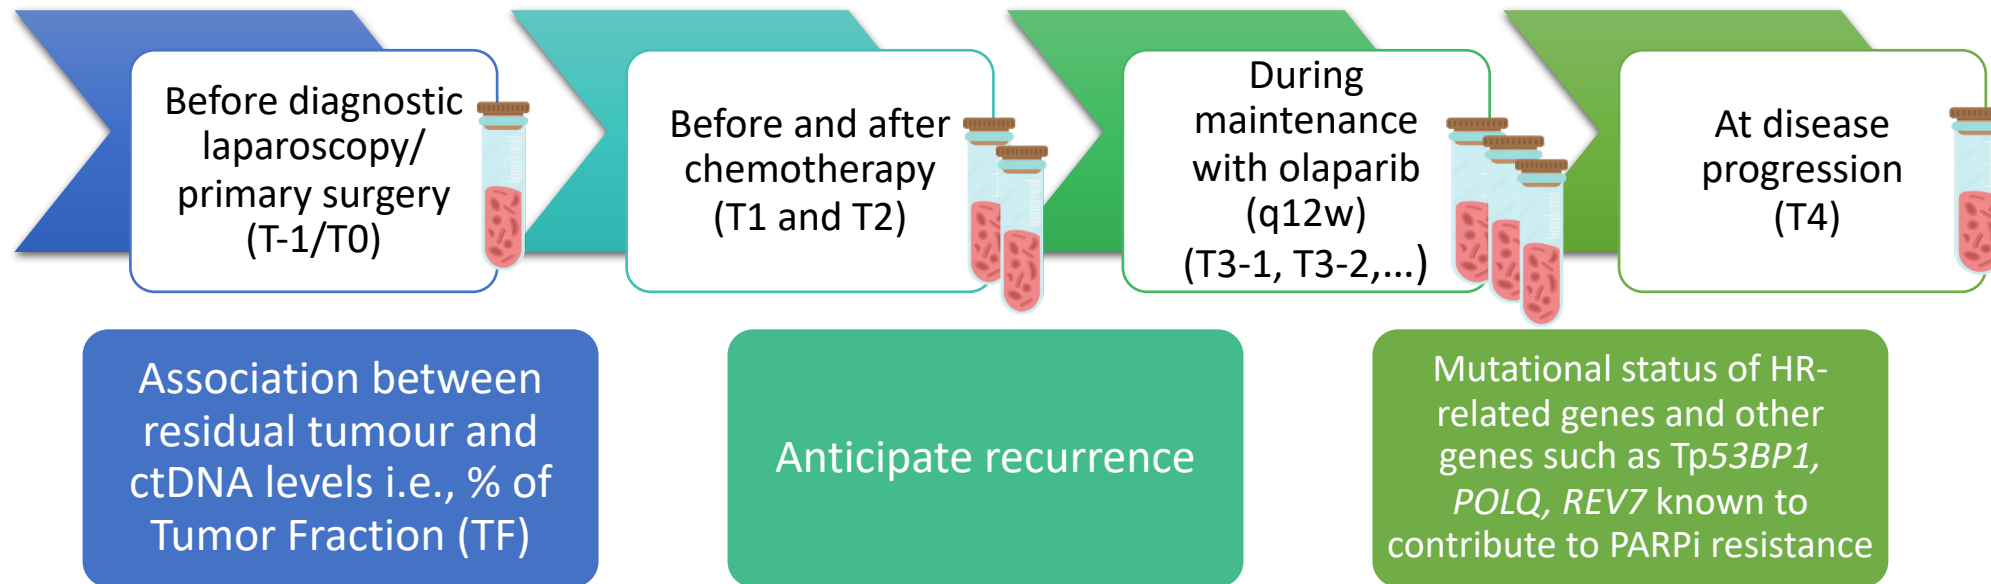 Before diagnostic
laparoscopy/
primary surgery
(T-1/T0)
Before and after
chemotherapy
(T1 and T2)
During
maintenance
with olaparib
(q12w)
(T3-1, T3-2,...)
At disease
progression
(T4)
Association between
residual tumour and
ctDNA levels i.e., % of
Tumor Fraction (TF)
Anticipate recurrence
Mutational status of HR-
related genes and other
genes such as Tp53BP1,
POLQ, REV7 known to
contribute to PARPi resistance